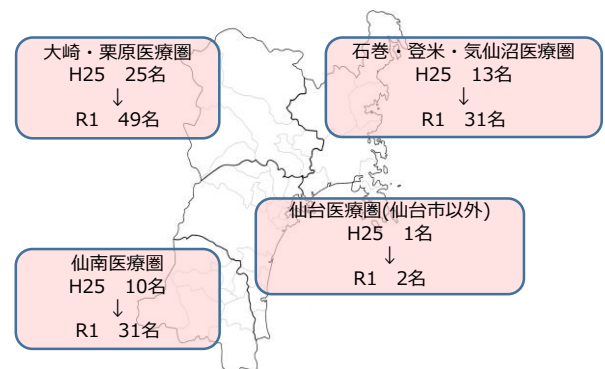 大崎・栗原医療圏
H25　25名
↓
R1　49名
石巻・登米・気仙沼医療圏
H25　13名
↓
R1　31名
仙台医療圏(仙台市以外)
H25　1名
↓
R1　2名
仙南医療圏
H25　10名
↓
R1　31名